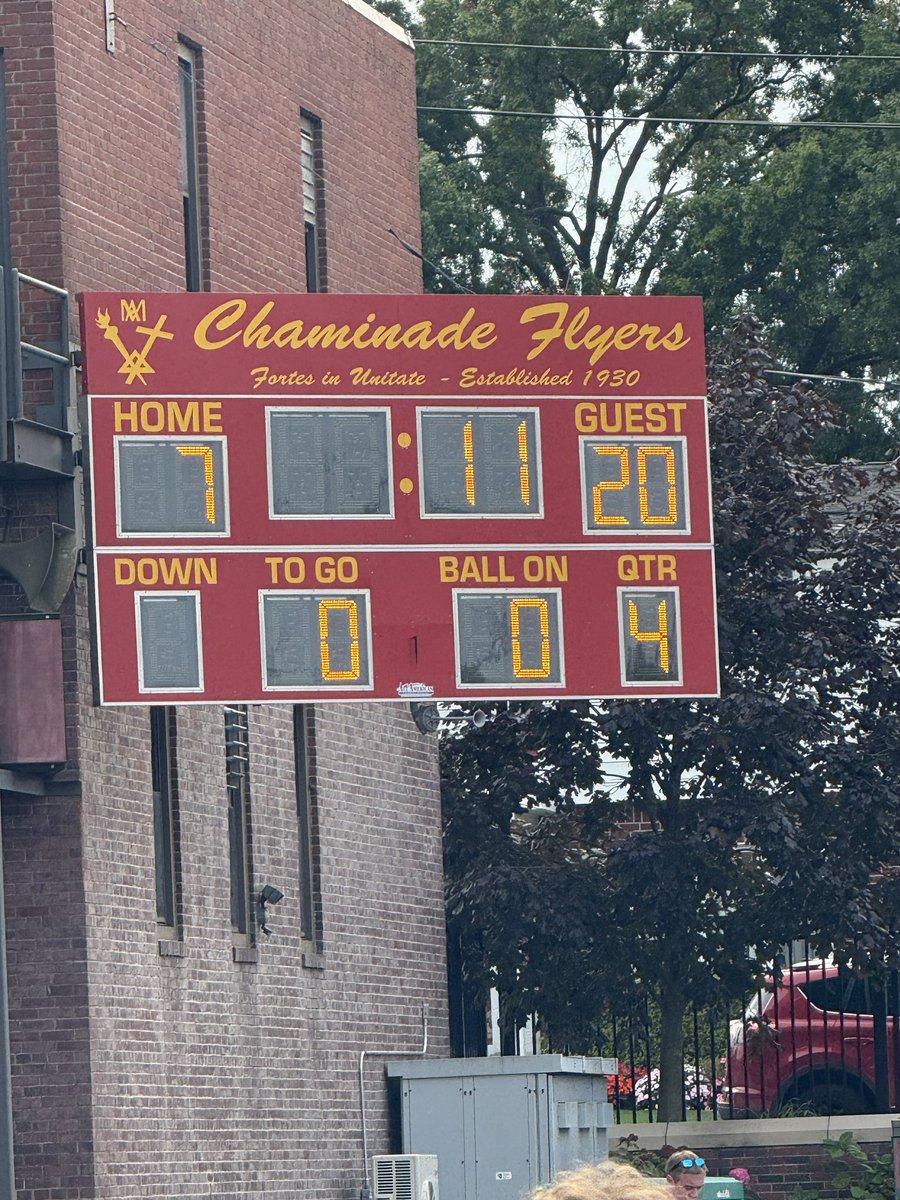 Chaminade Flyers
Fortes in Unitate - Established 1930
HOME GUEST
7 : 11 20
DOWN TO GO BALL ON QTR
0 0 4